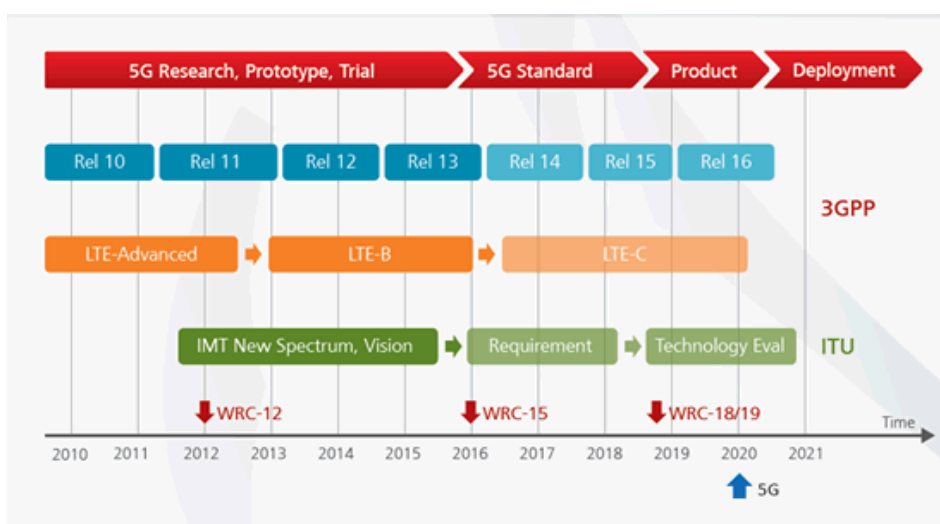 5G Research, Prototype, Trial
5G Standard
Product
Deployment
Rel 10
Rel 11
Rel 12
Rel 13
Rel 14
Rel 15
Rel 16
3GPP
LTE-Advanced
LTE-B
LTE-C
IMT New Spectrum, Vision
Requirement
Technology Eval
ITU
WRC-12
WRC-15
WRC-18/19
Time
2010
2011
2012
2013
2014
2015
2016
2017
2018
2019
2020
2021
5G